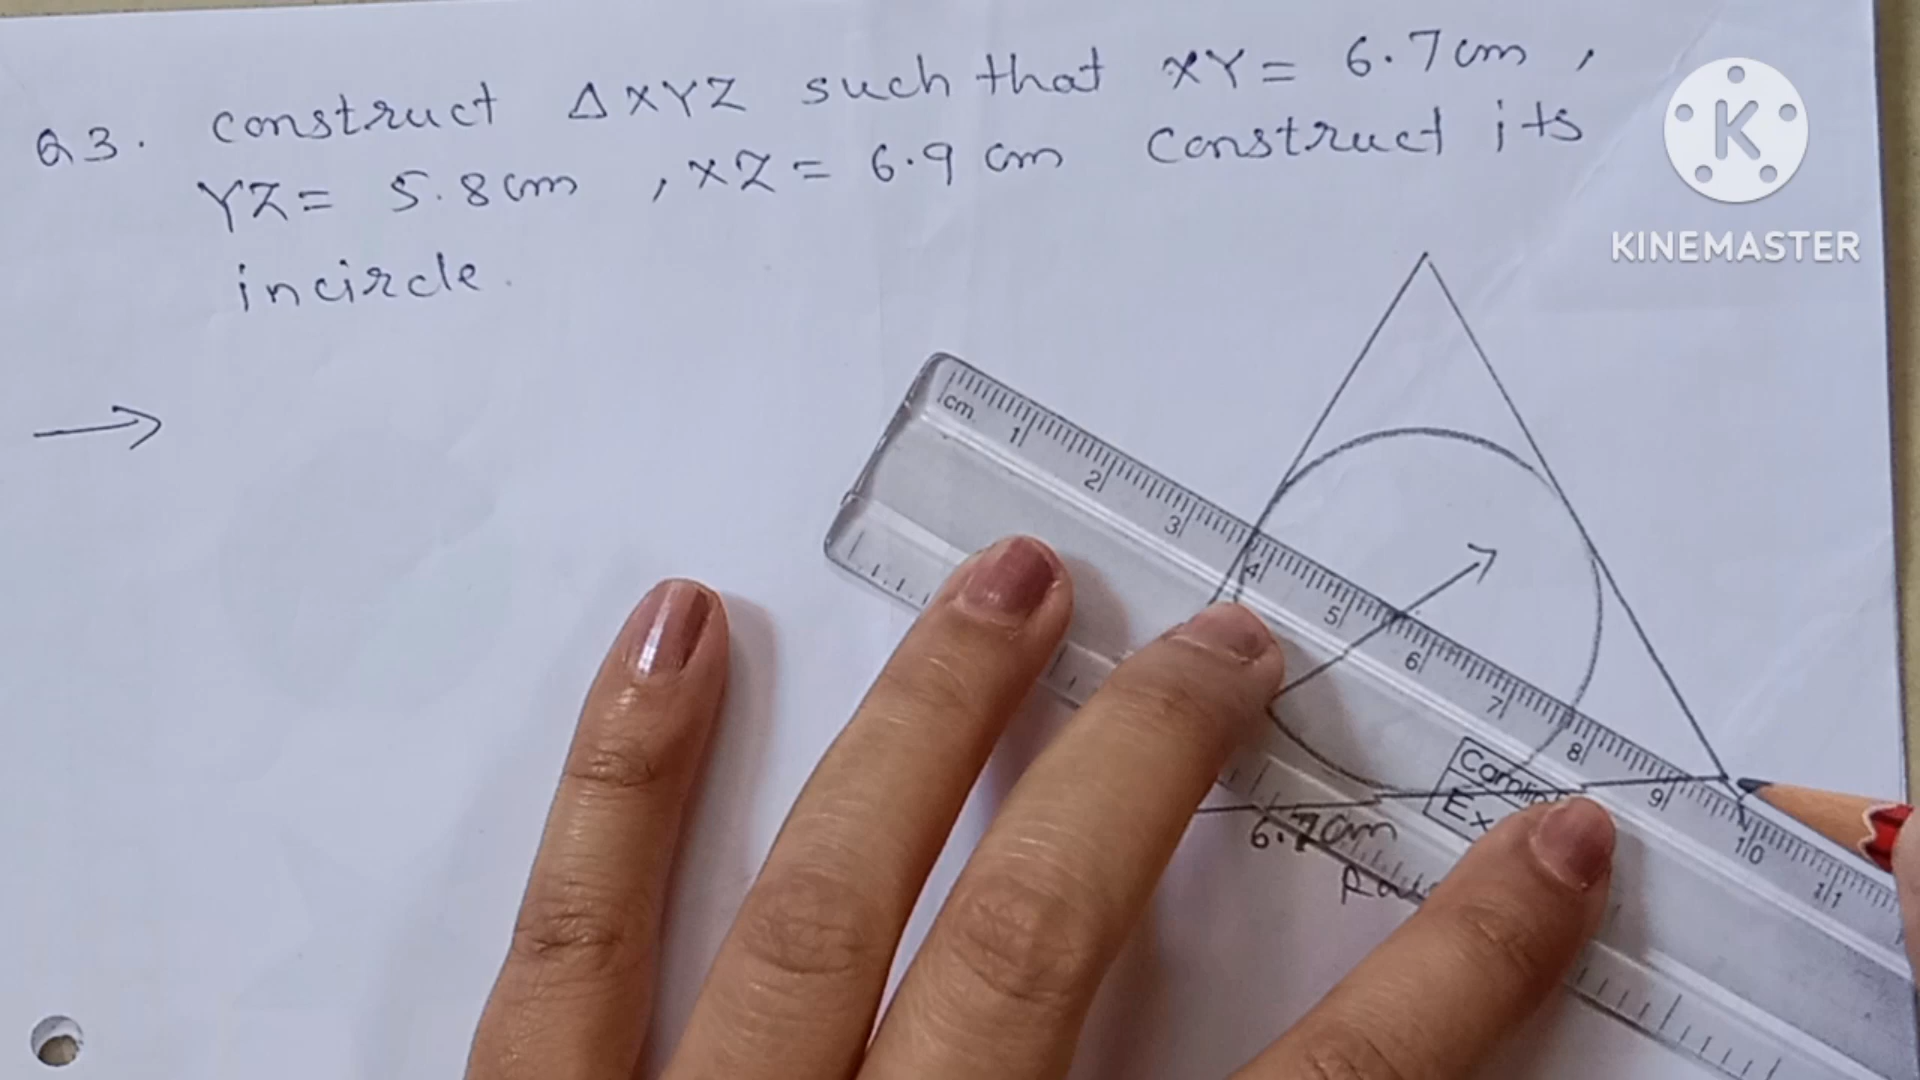 Q3. Construct △XYZ such that XY = 6.7cm,
YZ = 5.8cm, XZ = 6.9 cm Construct its
incircle.
K
KINEMASTER
cm 1 2 3 4 5 6 7 8 9 10 11
6.7cm